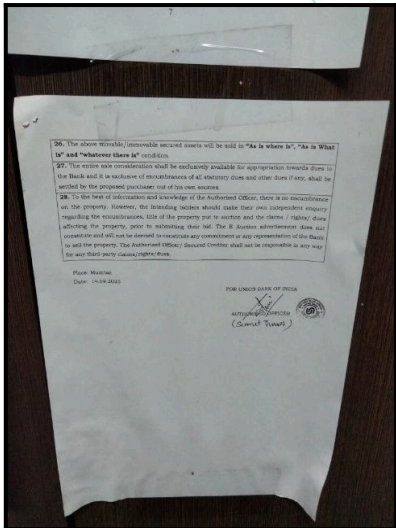 7
26. The above movable/immovable secured assets will be sold in "As is where is", "As is What
is" and "whatever there is" condition.
27. The entire sale consideration shall be exclusively available for appropriation towards dues to
the Bank and it is exclusive of encumbrances of all statutory dues and other dues if any, shall be
settled by the proposed purchaser out of his own sources.
28. To the best of information and knowledge of the Authorised Officer, there is no encumbrance
on the property. However, the intending bidders should make their own independent enquiry
regarding the encumbrances, title of the property put to auction and the claims / rights/ dues
affecting the property, prior to submitting their bid. The E Auction advertisement does not
constitute and will not be deemed to constitute any commitment or any representation of the Bank
to sell the property. The Authorised Officer/ Secured Creditor shall not be responsible in any way
for any third party claims/rights/ dues.
Place: Mumbai
Date:
FOR UNION BANK OF INDIA
AUTHORISED OFFICER